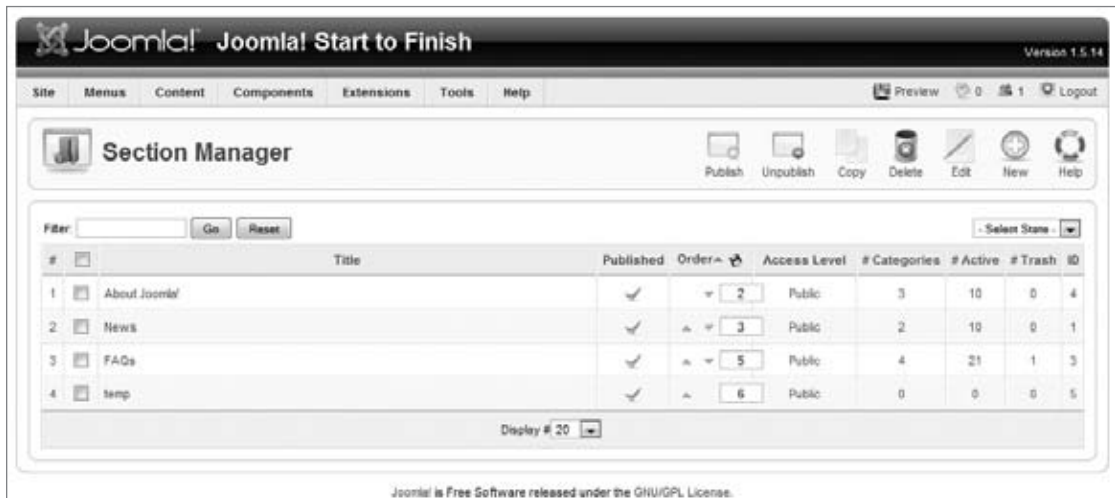 Joomla! Joomla! Start to Finish
Version 1.5.14
Site Menus Content Components Extensions Tools Help Preview 0 1 Logout
Section Manager Publish Unpublish Copy Delete Edit New Help
Filter: Go Reset - Select State -
# Title Published Order Access Level # Categories # Active # Trash ID
1 About Joomla! 2 Public 3 10 0 4
2 News 3 Public 2 10 0 1
3 FAQs 5 Public 4 21 1 3
4 temp 6 Public 0 0 0 5
Display # 20
Joomla! is Free Software released under the GNU/GPL License.